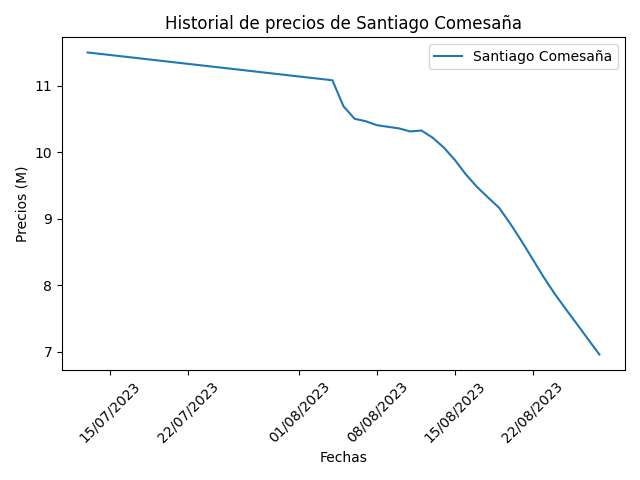 Historial de precios de Santiago Comesaña
Santiago Comesaña
Precios (M)
11
10
9
8
7
15/07/2023
22/07/2023
01/08/2023
08/08/2023
15/08/2023
22/08/2023
Fechas